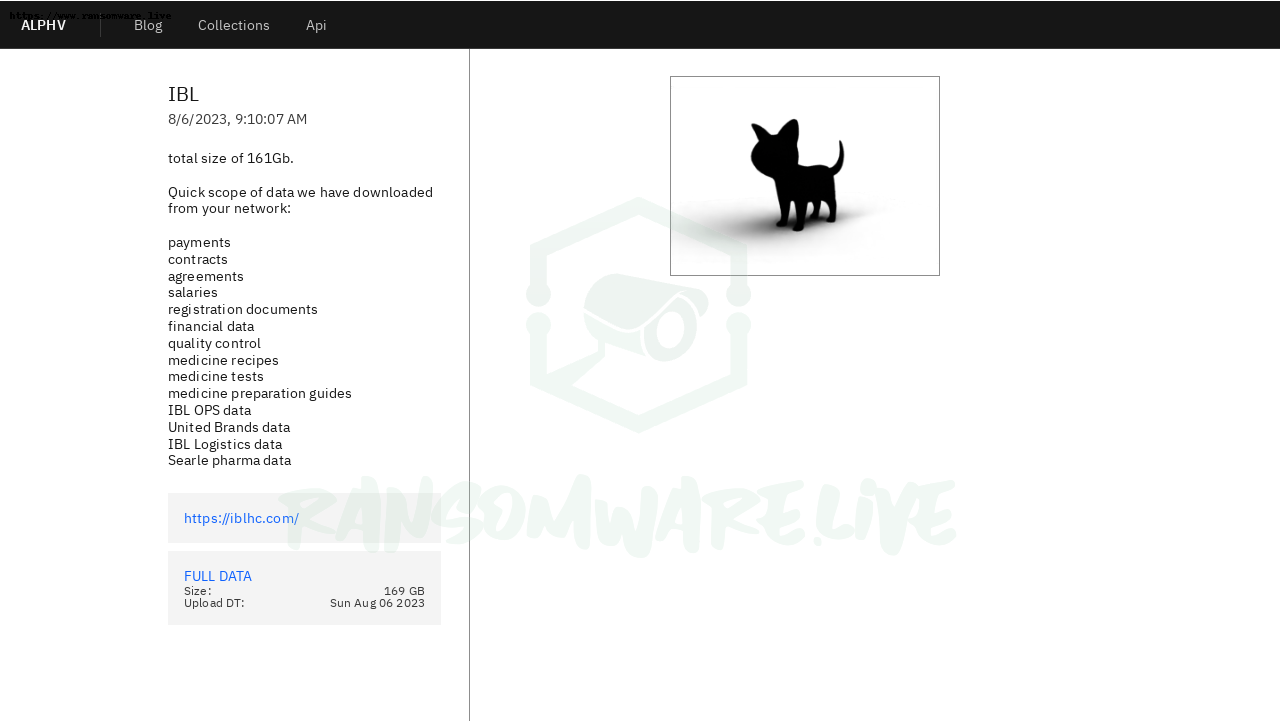 https://www.ransomware.live
ALPHV
Blog
Collections
Api
IBL
8/6/2023, 9:10:07 AM
total size of 161Gb.
Quick scope of data we have downloaded
from your network:
payments
contracts
agreements
salaries
registration documents
financial data
quality control
medicine recipes
medicine tests
medicine preparation guides
IBL OPS data
United Brands data
IBL Logistics data
Searle pharma data
https://iblhc.com/
FULL DATA
Size: 169 GB
Upload DT: Sun Aug 06 2023
RANSOMWARE.LIVE